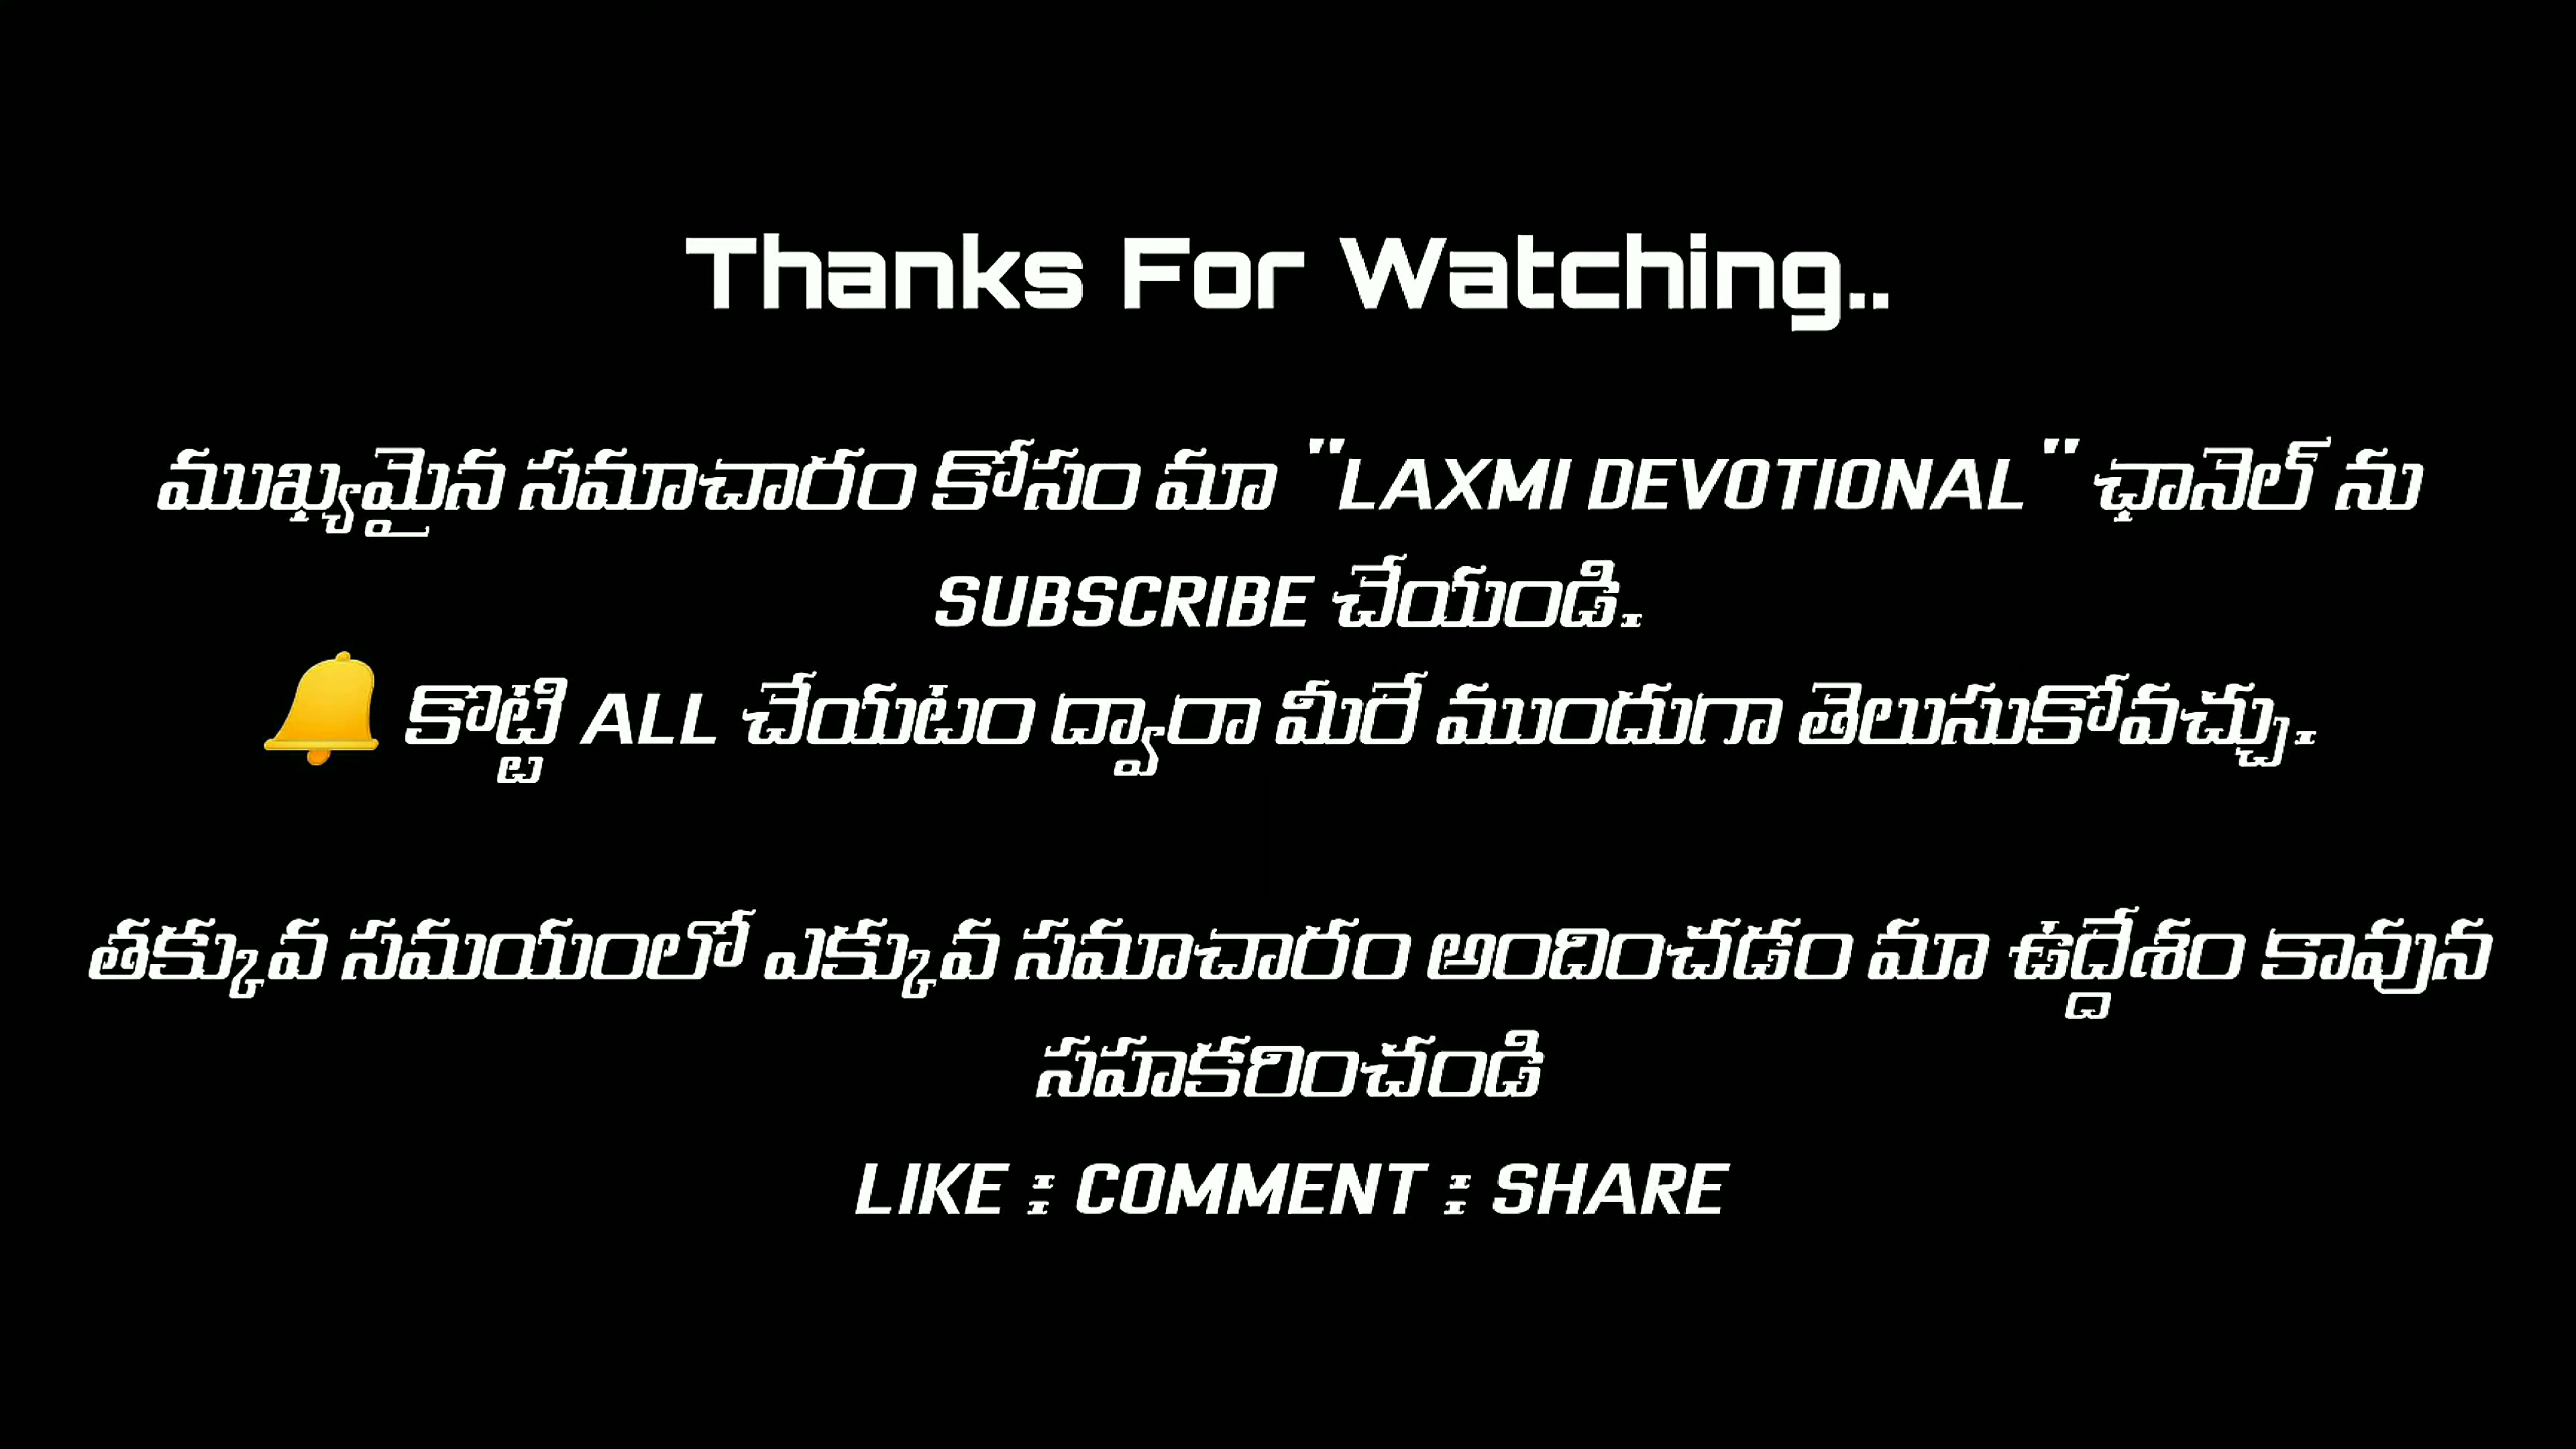 Thanks For Watching..
ముఖ్యమైన సమాచారం కోసం మా "LAXMI DEVOTIONAL" ఛానెల్ ను
SUBSCRIBE చేయండి.
🔔 కొట్టి ALL చేయటం ద్వారా మీరే ముందుగా తెలుసుకోవచ్చు.
తక్కువ సమయంలో ఎక్కువ సమాచారం అందించడం మా ఉద్దేశం కావున
సహకరించండి
LIKE : COMMENT : SHARE